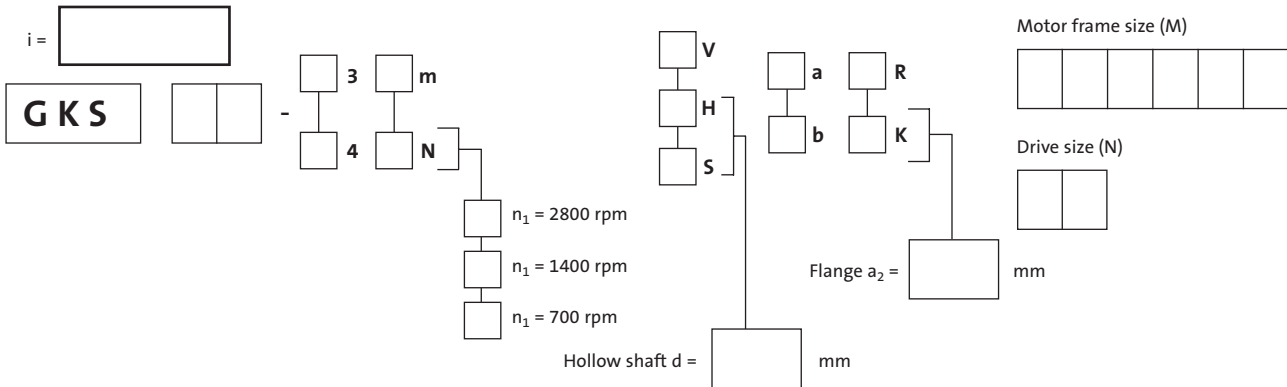 i =
GKS
-
3
4
m
N
n₁ = 2800 rpm
n₁ = 1400 rpm
n₁ = 700 rpm
V
H
S
Hollow shaft d = mm
a
b
R
K
Flange a₂ = mm
Motor frame size (M)
Drive size (N)